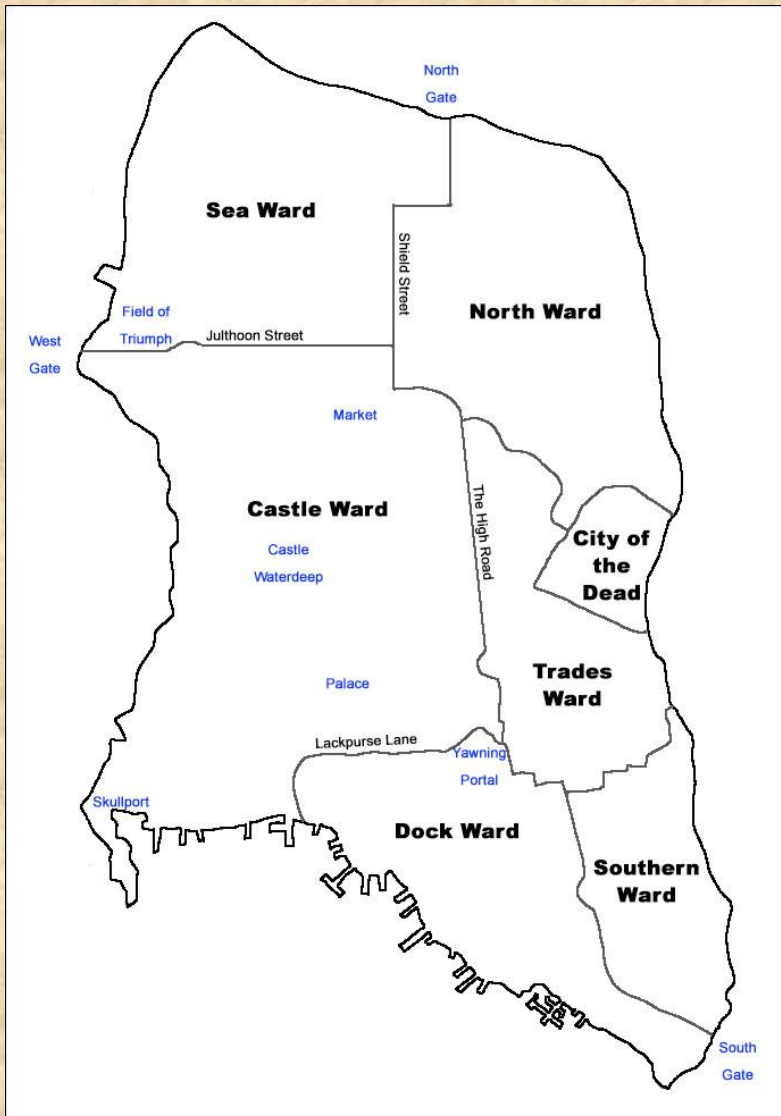 North
Gate
Sea Ward
Shield Street
North Ward
Field of
Triumph
West
Gate
Julthoon Street
Market
The High Road
Castle Ward
Castle
Waterdeep
City of
the
Dead
Trades
Ward
Palace
Lackpurse Lane
Yawning
Portal
Skullport
Dock Ward
Southern
Ward
South
Gate